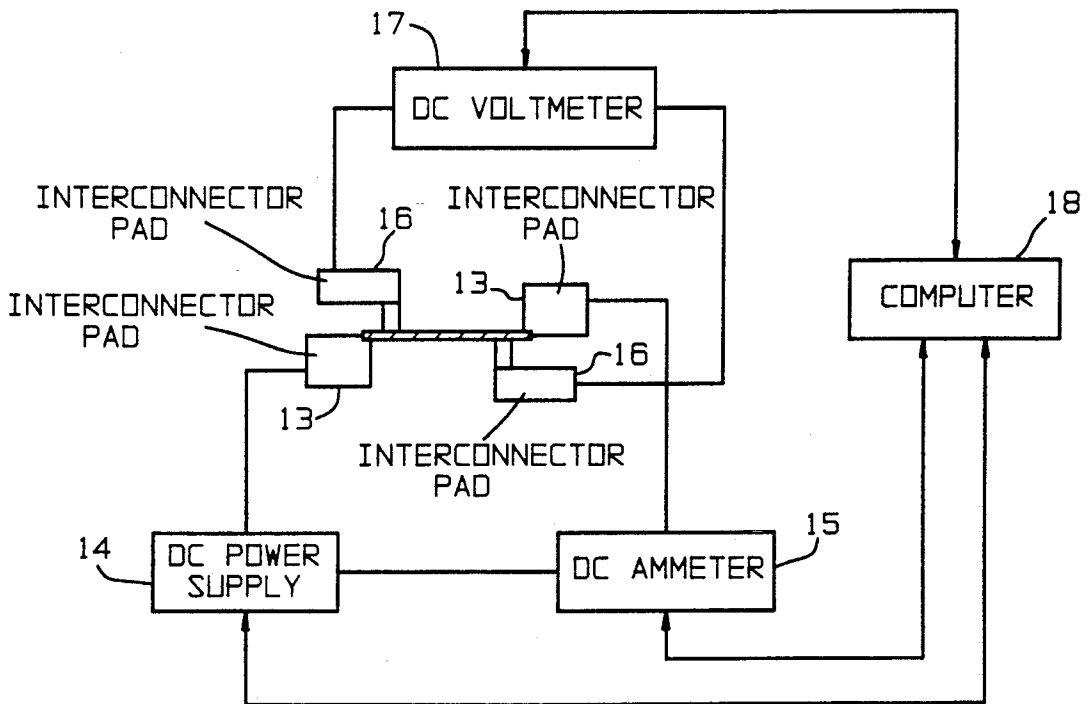 17
DC VOLTMETER
INTERCONNECTOR
PAD
16
INTERCONNECTOR
PAD
18
COMPUTER
INTERCONNECTOR
PAD
13
13
16
INTERCONNECTOR
PAD
14
DC POWER
SUPPLY
DC AMMETER
15